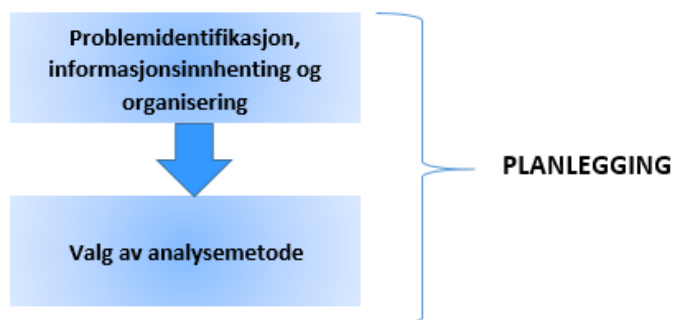 Problemidentifikasjon,
informasjonsinnhenting og
organisering
PLANLEGGING
Valg av analysemetode